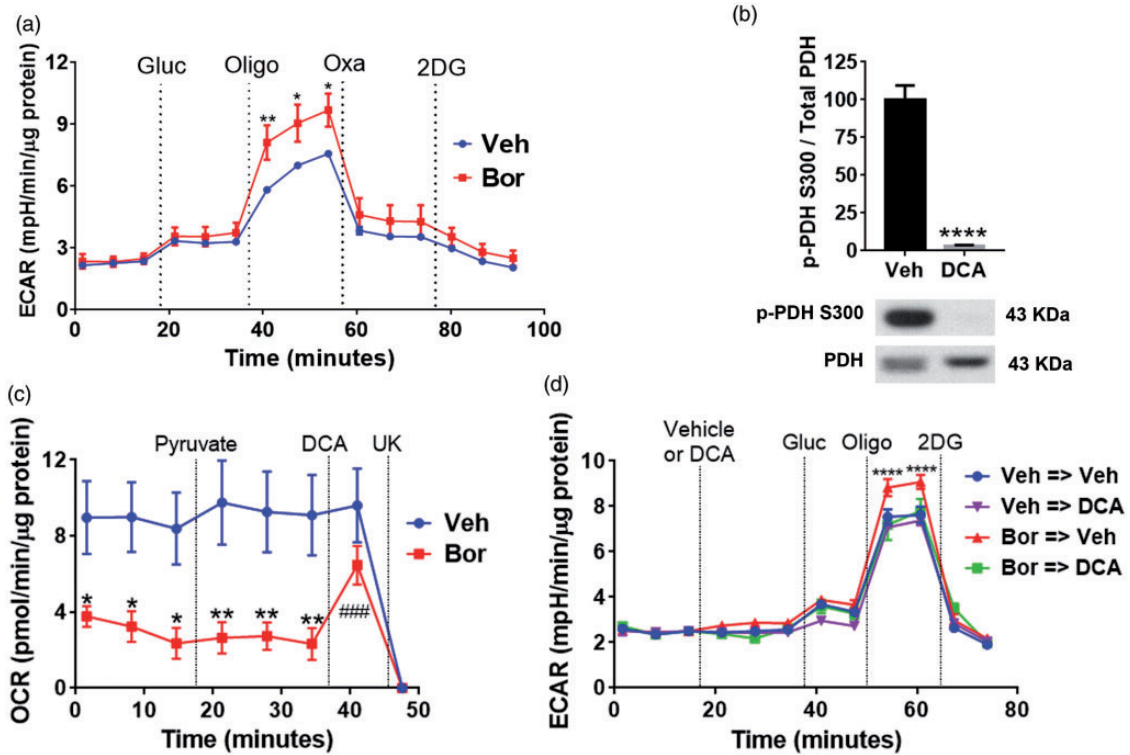 (a)
ECAR (mpH/min/µg protein)
12
9
6
3
0
Gluc Oligo Oxa 2DG
** * *
Veh
Bor
0 20 40 60 80 100
Time (minutes)
(b)
p-PDH S300 / Total PDH
125
100
75
50
25
0
****
Veh DCA
p-PDH S300 43 KDa
PDH 43 KDa
(c)
OCR (pmol/min/µg protein)
12
8
4
0
Pyruvate DCA UK
Veh
Bor
* * * ** ** **
###
0 10 20 30 40 50
Time (minutes)
(d)
ECAR (mpH/min/µg protein)
10
8
6
4
2
0
Vehicle
or DCA
Gluc Oligo 2DG
**** ****
Veh => Veh
Veh => DCA
Bor => Veh
Bor => DCA
0 20 40 60 80
Time (minutes)